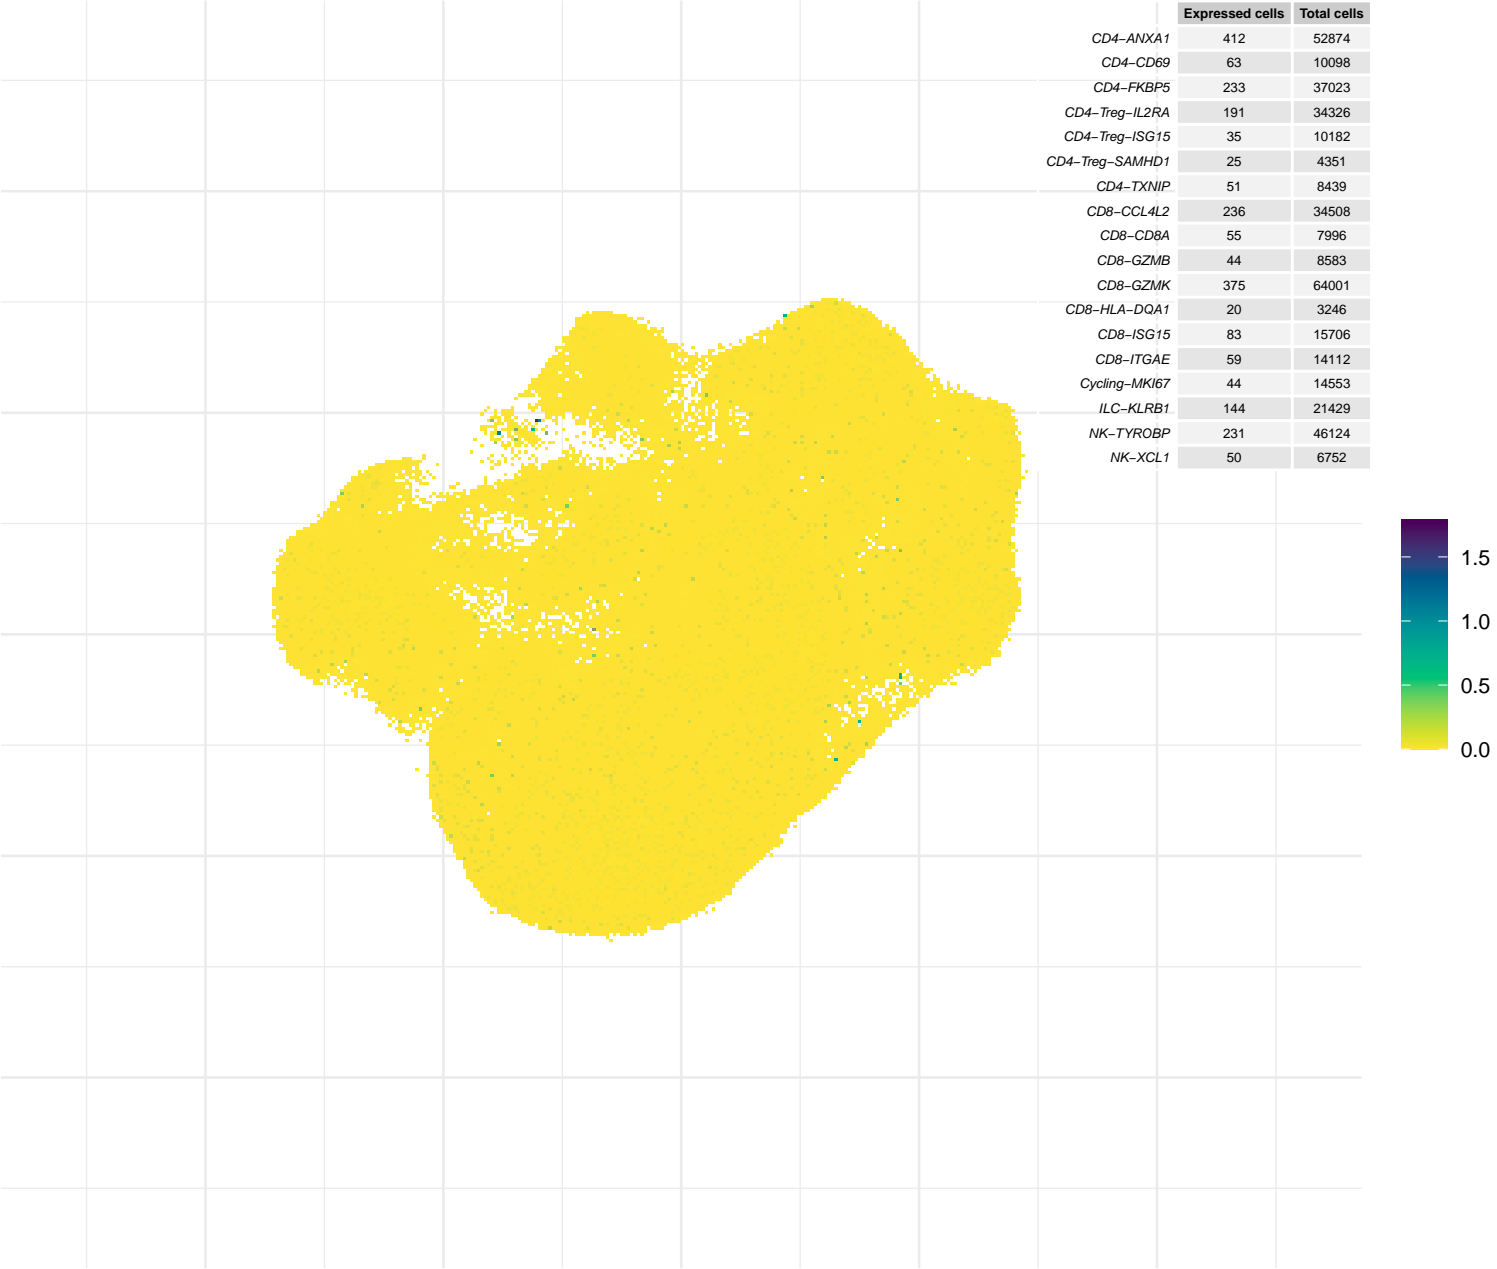 Expressed cells Total cells
CD4−ANXA1 412 52874
CD4−CD69 63 10098
CD4−FKBP5 233 37023
CD4−Treg−IL2RA 191 34326
CD4−Treg−ISG15 35 10182
CD4−Treg−SAMHD1 25 4351
CD4−TXNIP 51 8439
CD8−CCL4L2 236 34508
CD8−CD8A 55 7996
CD8−GZMB 44 8583
CD8−GZMK 375 64001
CD8−HLA−DQA1 20 3246
CD8−ISG15 83 15706
CD8−ITGAE 59 14112
Cycling−MKI67 44 14553
ILC−KLRB1 144 21429
NK−TYROBP 231 46124
NK−XCL1 50 6752
1.5
1.0
0.5
0.0